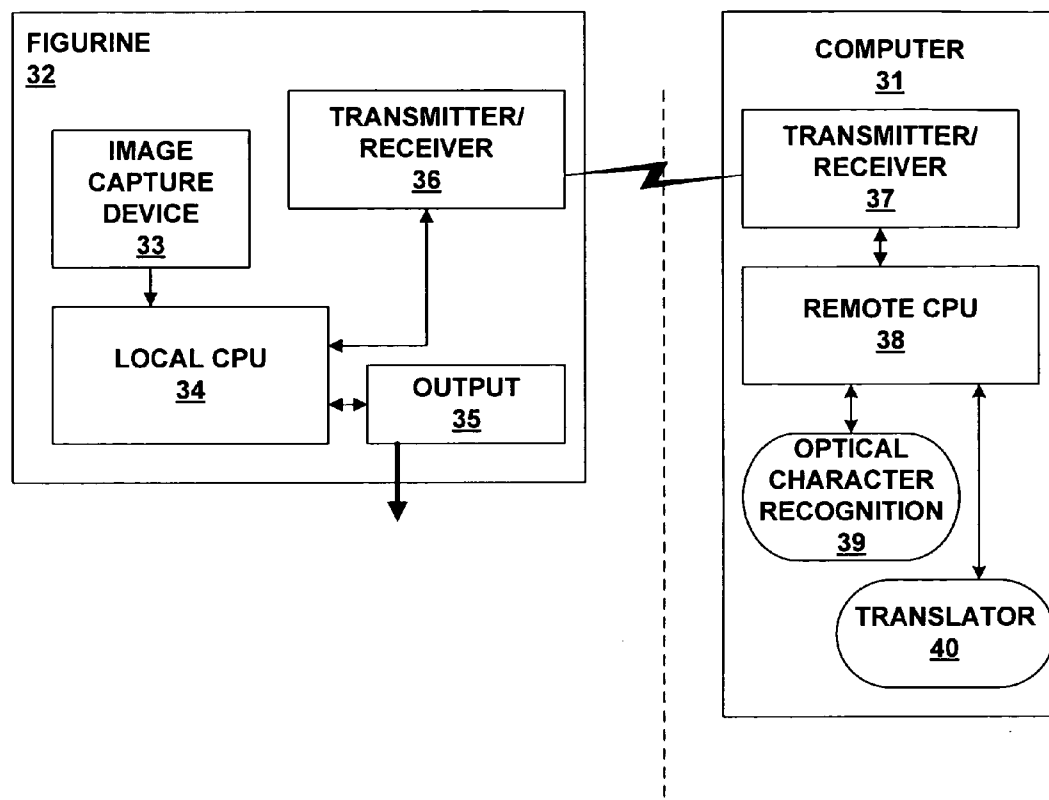 FIGURINE
32
IMAGE
CAPTURE
DEVICE
33
TRANSMITTER/
RECEIVER
36
LOCAL CPU
34
OUTPUT
35
COMPUTER
31
TRANSMITTER/
RECEIVER
37
REMOTE CPU
38
OPTICAL
CHARACTER
RECOGNITION
39
TRANSLATOR
40